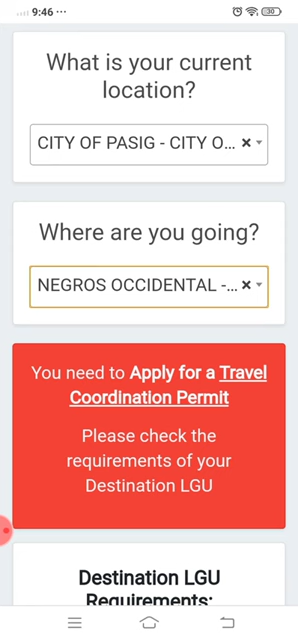 9:46 •••
30
What is your current
location?
CITY OF PASIG - CITY O... ×
Where are you going?
NEGROS OCCIDENTAL -... ×
You need to Apply for a Travel
Coordination Permit
Please check the
requirements of your
Destination LGU
Destination LGU
Requirements: